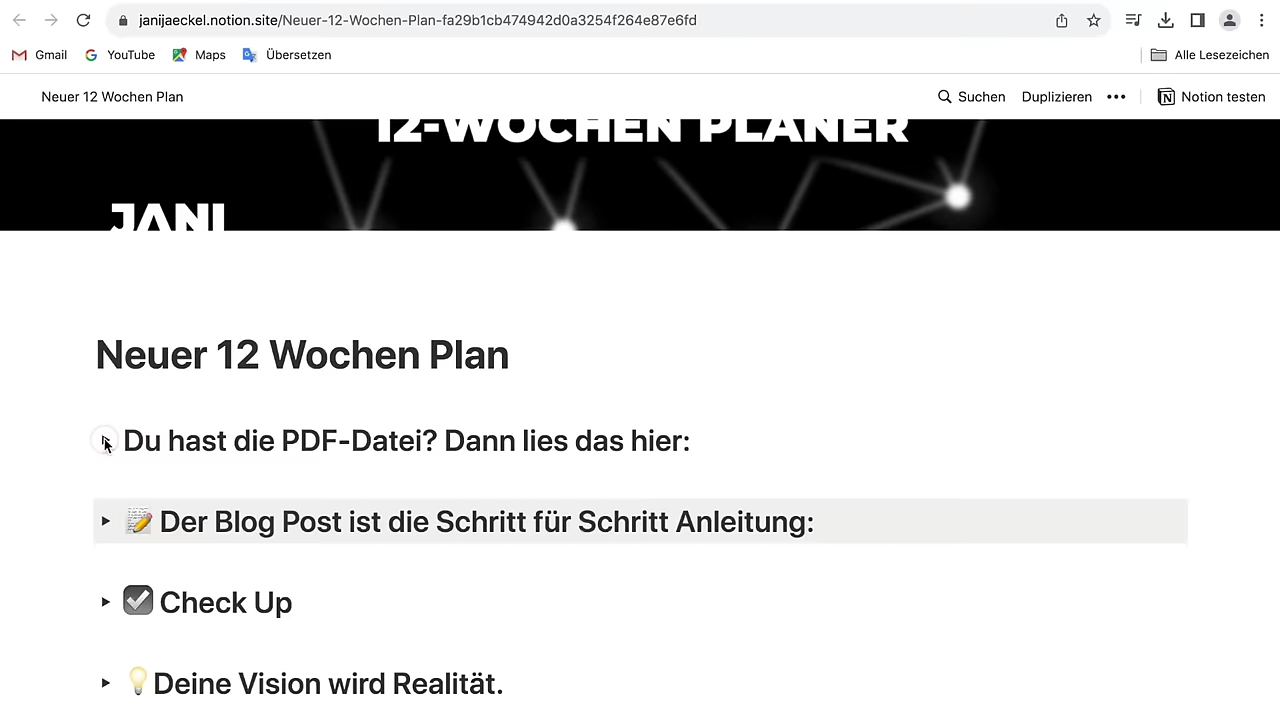 janijaeckel.notion.site/Neuer-12-Wochen-Plan-fa29b1cb474942d0a3254f264e87e6fd
Gmail YouTube Maps Übersetzen Alle Lesezeichen
Neuer 12 Wochen Plan Suchen Duplizieren Notion testen
12-WOCHEN PLANER
JANI
Neuer 12 Wochen Plan
Du hast die PDF-Datei? Dann lies das hier:
Der Blog Post ist die Schritt für Schritt Anleitung:
Check Up
Deine Vision wird Realität.